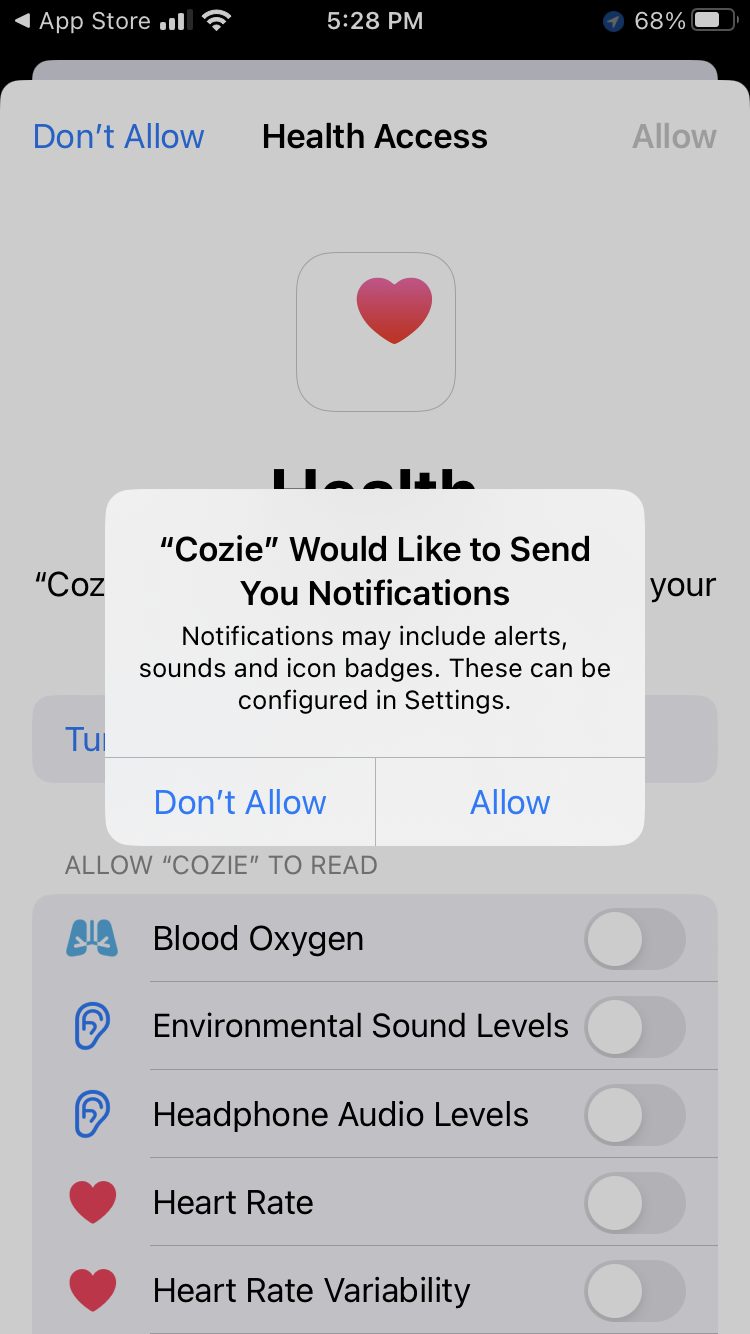 App Store
5:28 PM
68%
Don’t Allow
Health Access
Allow
Health
“Coz
your
“Cozie” Would Like to Send
You Notifications
Notifications may include alerts,
sounds and icon badges. These can be
configured in Settings.
Don’t Allow
Allow
ALLOW “COZIE” TO READ
Blood Oxygen
Environmental Sound Levels
Headphone Audio Levels
Heart Rate
Heart Rate Variability